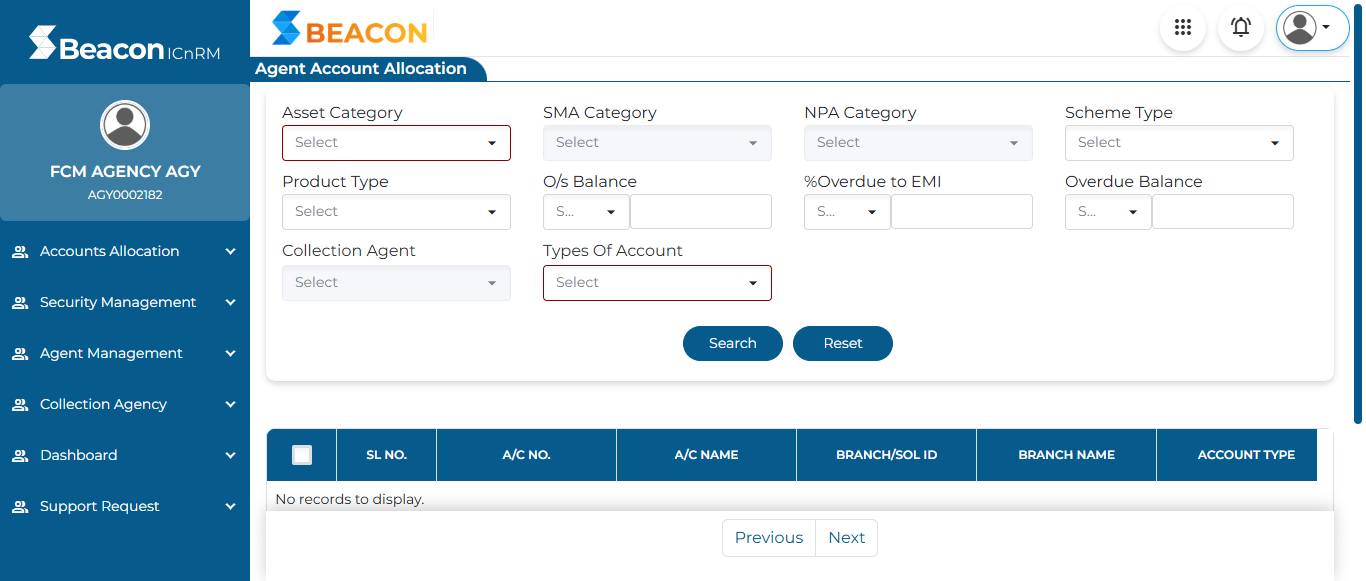 Beacon ICnRM
BEACON
Agent Account Allocation
FCM AGENCY AGY
AGY0002182
Accounts Allocation
Security Management
Agent Management
Collection Agency
Dashboard
Support Request
Asset Category SMA Category NPA Category Scheme Type
Select Select Select Select
Product Type O/s Balance %Overdue to EMI Overdue Balance
Select S... S... S...
Collection Agent Types Of Account
Select Select
Search Reset
SL NO. A/C NO. A/C NAME BRANCH/SOL ID BRANCH NAME ACCOUNT TYPE
No records to display.
Previous Next